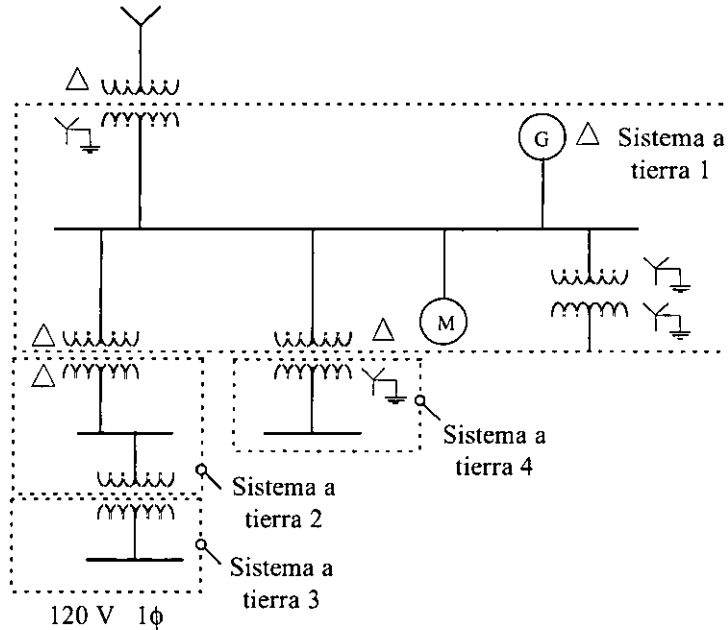 G
Sistema a
tierra 1
M
Sistema a
tierra 4
Sistema a
tierra 2
Sistema a
tierra 3
120 V 1ϕ